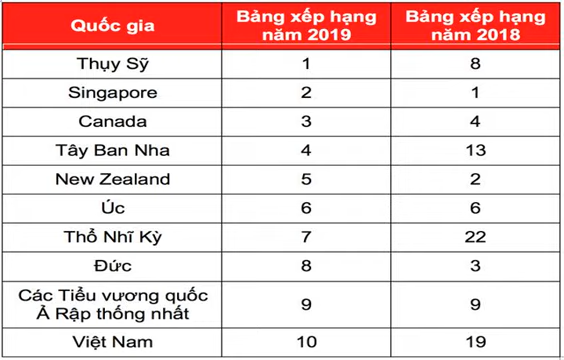 Quốc gia
Bảng xếp hạng
năm 2019
Bảng xếp hạng
năm 2018
Thụy Sỹ 1 8
Singapore 2 1
Canada 3 4
Tây Ban Nha 4 13
New Zealand 5 2
Úc 6 6
Thổ Nhĩ Kỳ 7 22
Đức 8 3
Các Tiểu vương quốc
Ả Rập thống nhất 9 9
Việt Nam 10 19